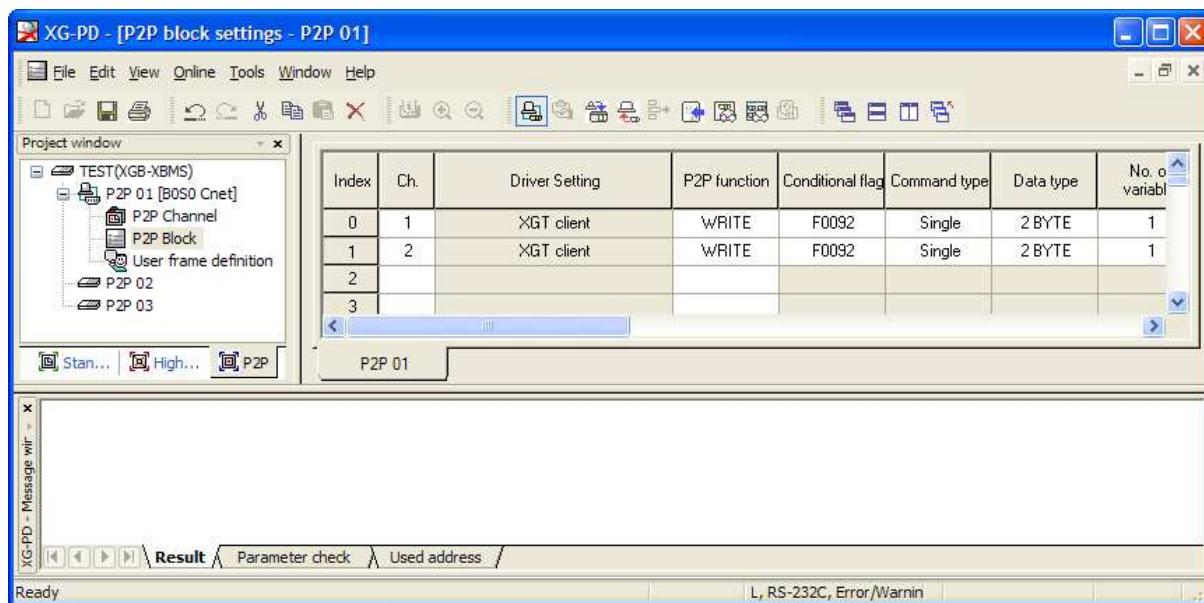 XG-PD - [P2P block settings - P2P 01]
File Edit View Online Tools Window Help
Project window
TEST(XGB-XBMS)
P2P 01 [B0S0 Cnet]
P2P Channel
P2P Block
User frame definition
P2P 02
P2P 03
Stan... High... P2P
Index Ch. Driver Setting P2P function Conditional flag Command type Data type No. o
variabl
0 1 XGT client WRITE F0092 Single 2 BYTE 1
1 2 XGT client WRITE F0092 Single 2 BYTE 1
2
3
P2P 01
XG-PD - Message wir
Result Parameter check Used address
Ready L, RS-232C, Error/Warnin